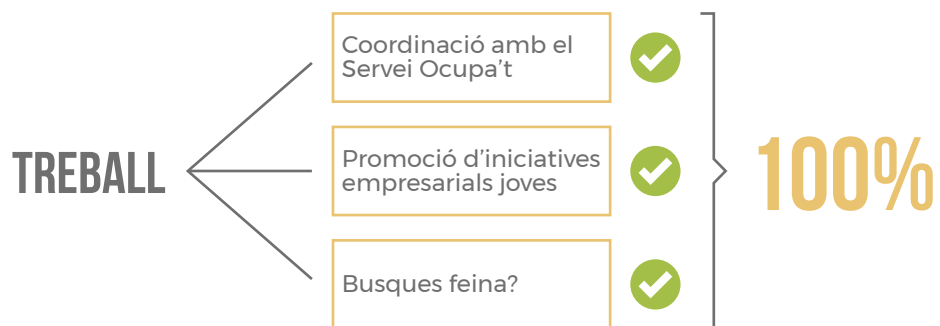 TREBALL
Coordinació amb el
Servei Ocupa’t
Promoció d’iniciatives
empresarials joves
Busques feina?
100%